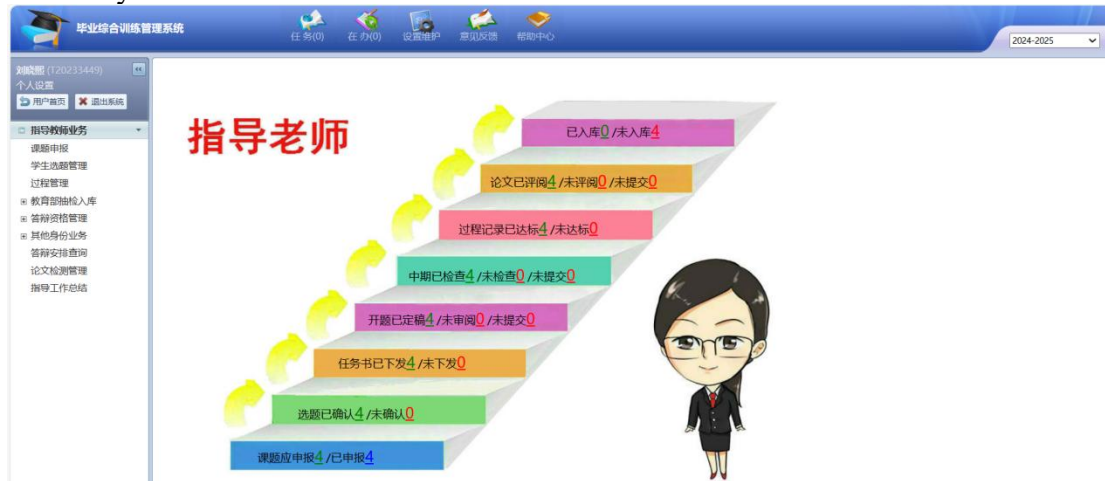 毕业综合训练管理系统
任务(0) 在办(0) 设置维护 意见反馈 帮助中心
2024-2025
刘晓熙 (T20233449)
个人设置
用户首页 退出系统
指导教师业务
课题申报
学生选题管理
过程管理
教育部抽检入库
答辩资格管理
其他身份业务
答辩安排查询
论文检测管理
指导工作总结
指导老师
已入库0 /未入库4
论文已评阅4 /未评阅0 /未提交0
过程记录已达标4 /未达标0
中期已检查4 /未检查0 /未提交0
开题已定稿4 /未审阅0 /未提交0
任务书已下发4 /未下发0
选题已确认4 /未确认0
课题应申报4 /已申报4